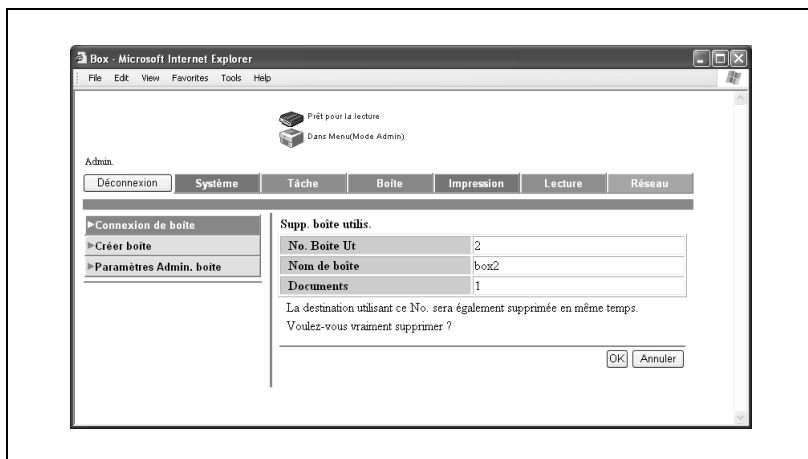 Box - Microsoft Internet Explorer
File Edit View Favorites Tools Help
Prêt pour la lecture
Dans Menu(Mode Admin)
Admin.
Déconnexion Système Tâche Boîte Impression Lecture Réseau
Connexion de boîte
Créer boîte
Paramètres Admin. boîte
Supp. boîte utilis.
No. Boîte Ut 2
Nom de boîte box2
Documents 1
La destination utilisant ce No. sera également supprimée en même temps.
Voulez-vous vraiment supprimer ?
OK Annuler